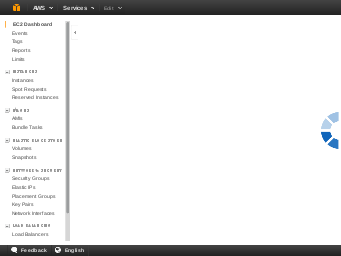 AWS Services Edit
EC2 Dashboard
Events
Tags
Reports
Limits
INSTANCES
Instances
Spot Requests
Reserved Instances
IMAGES
AMIs
Bundle Tasks
ELASTIC BLOCK STORE
Volumes
Snapshots
NETWORK & SECURITY
Security Groups
Elastic IPs
Placement Groups
Key Pairs
Network Interfaces
LOAD BALANCING
Load Balancers
Feedback English